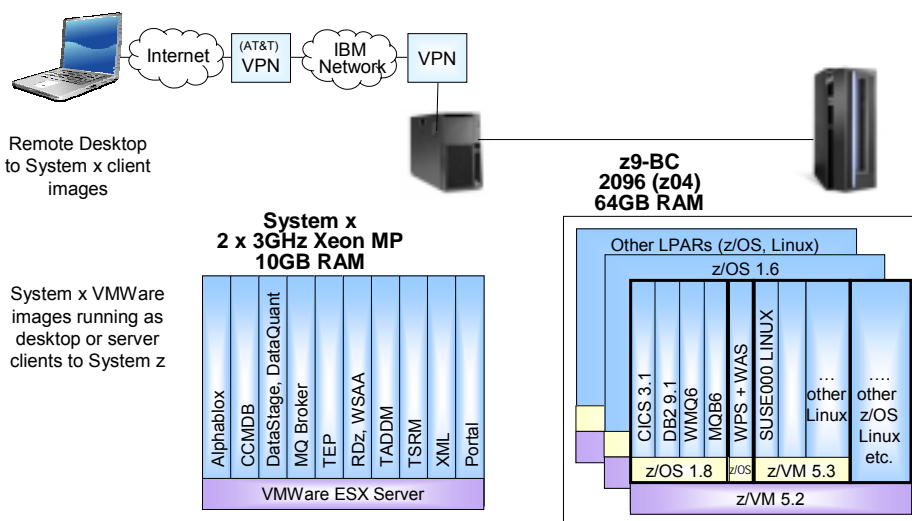 Internet
(AT&T)
VPN
IBM
Network
VPN
Remote Desktop
to System x client
images
z9-BC
2096 (z04)
64GB RAM
System x
2 x 3GHz Xeon MP
10GB RAM
System x VMWare
images running as
desktop or server
clients to System z
Alphablox
CCMDB
DataStage, DataQuant
MQ Broker
TEP
RDz, WSAA
TADDM
TSRM
XML
Portal
VMWare ESX Server
Other LPARs (z/OS, Linux)
z/OS 1.6
CICS 3.1
DB2 9.1
WMQ6
MQB6
WPS + WAS
SUSE000 LINUX
…
other
Linux
….
other
z/OS
Linux
etc.
z/OS 1.8
z/OS
z/VM 5.3
z/VM 5.2